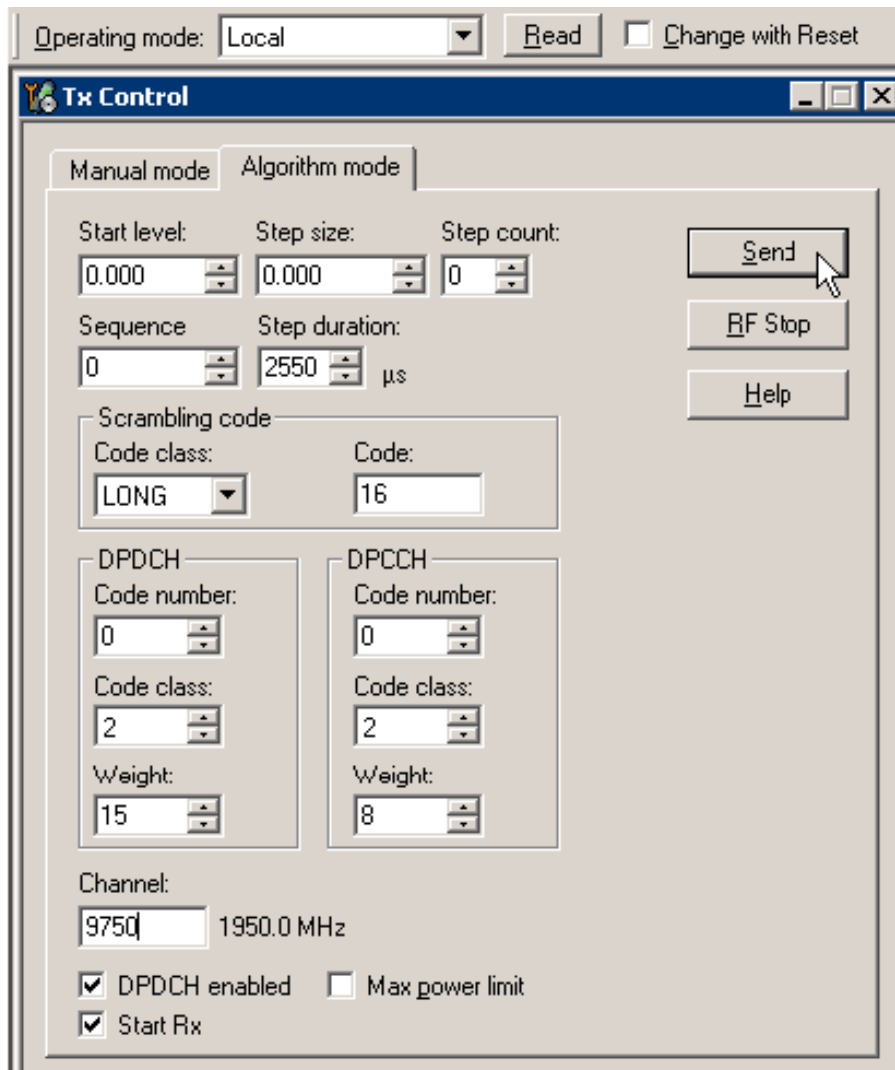 Operating mode: Local Read Change with Reset
Tx Control
Manual mode Algorithm mode
Start level: Step size: Step count:
0.000 0.000 0
Send
Sequence Step duration:
0 2550 µs
RF Stop
Help
Scrambling code
Code class: Code:
LONG 16
DPDCH DPCCH
Code number: Code number:
0 0
Code class: Code class:
2 2
Weight: Weight:
15 8
Channel:
9750 1950.0 MHz
DPDCH enabled Max power limit
Start Rx